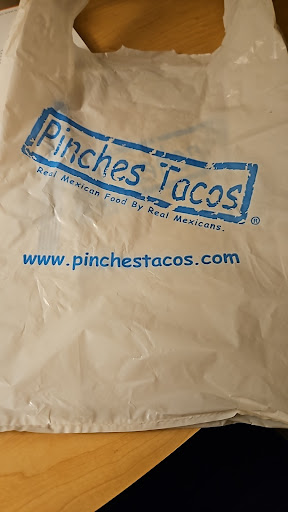 Pinches Tacos
Real Mexican Food By Real Mexicans.
®
www.pinchestacos.com